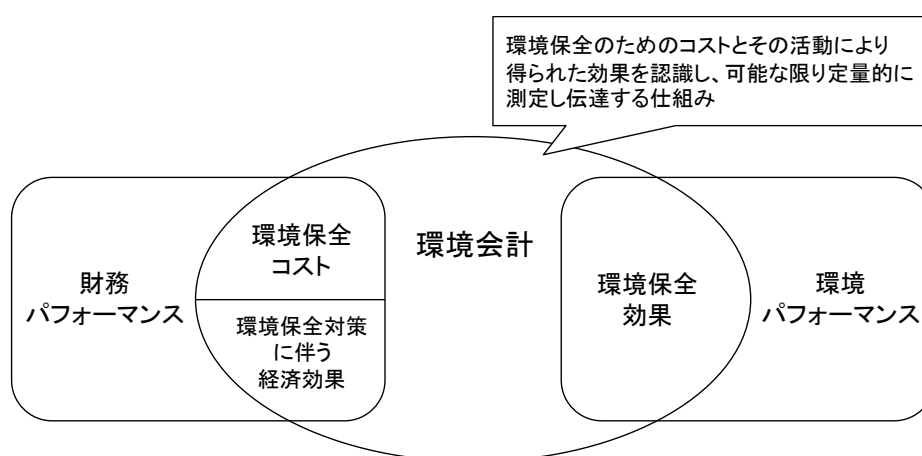 環境保全のためのコストとその活動により
得られた効果を認識し、可能な限り定量的に
測定し伝達する仕組み
環境会計
財務
パフォーマンス
環境保全
コスト
環境保全対策
に伴う
経済効果
環境保全
効果
環境
パフォーマンス